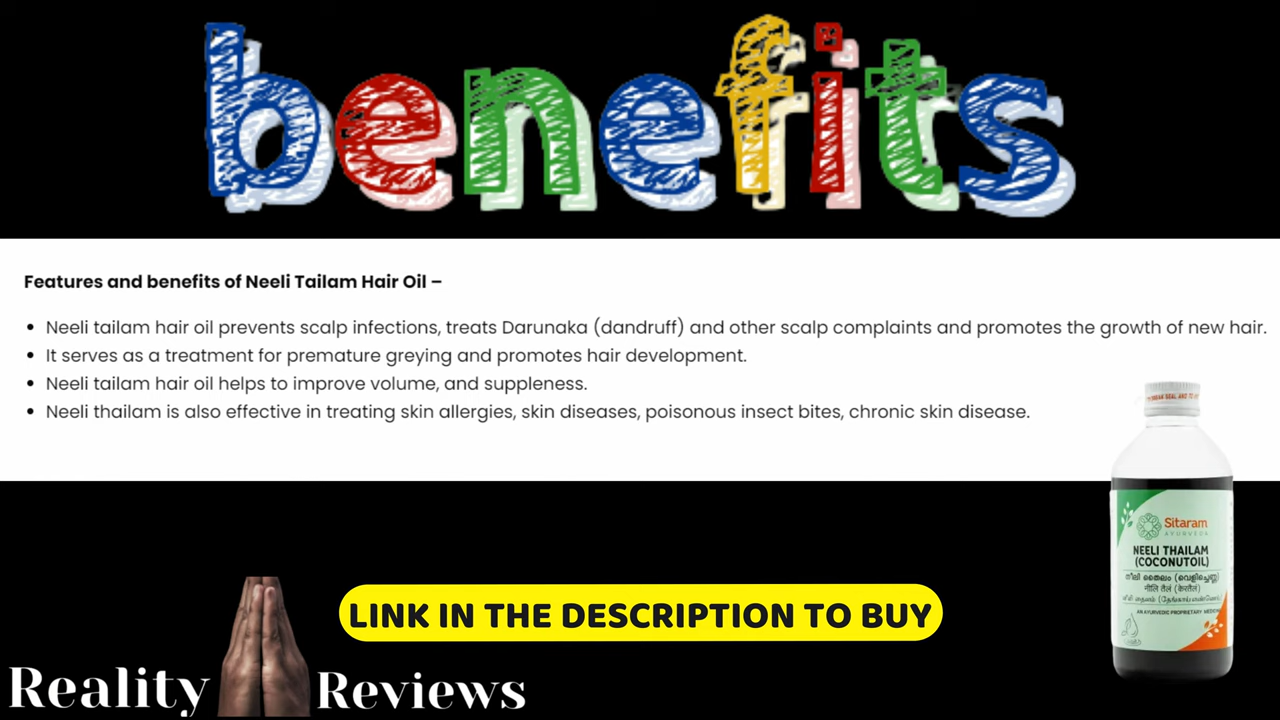 benefits
Features and benefits of Neeli Tailam Hair Oil –
• Neeli tailam hair oil prevents scalp infections, treats Darunaka (dandruff) and other scalp complaints and promotes the growth of new hair.
• It serves as a treatment for premature greying and promotes hair development.
• Neeli tailam hair oil helps to improve volume, and suppleness.
• Neeli thailam is also effective in treating skin allergies, skin diseases, poisonous insect bites, chronic skin disease.
Sitaram
AYURVEDA
NEELI THAILAM
(COCONUTOIL)
നീലി തൈലം (വെളിച്ചെണ്ണ)
नीलि तैलं (केरतैलं)
AN AYURVEDIC PROPRIETARY MEDICINE
LINK IN THE DESCRIPTION TO BUY
Reality Reviews